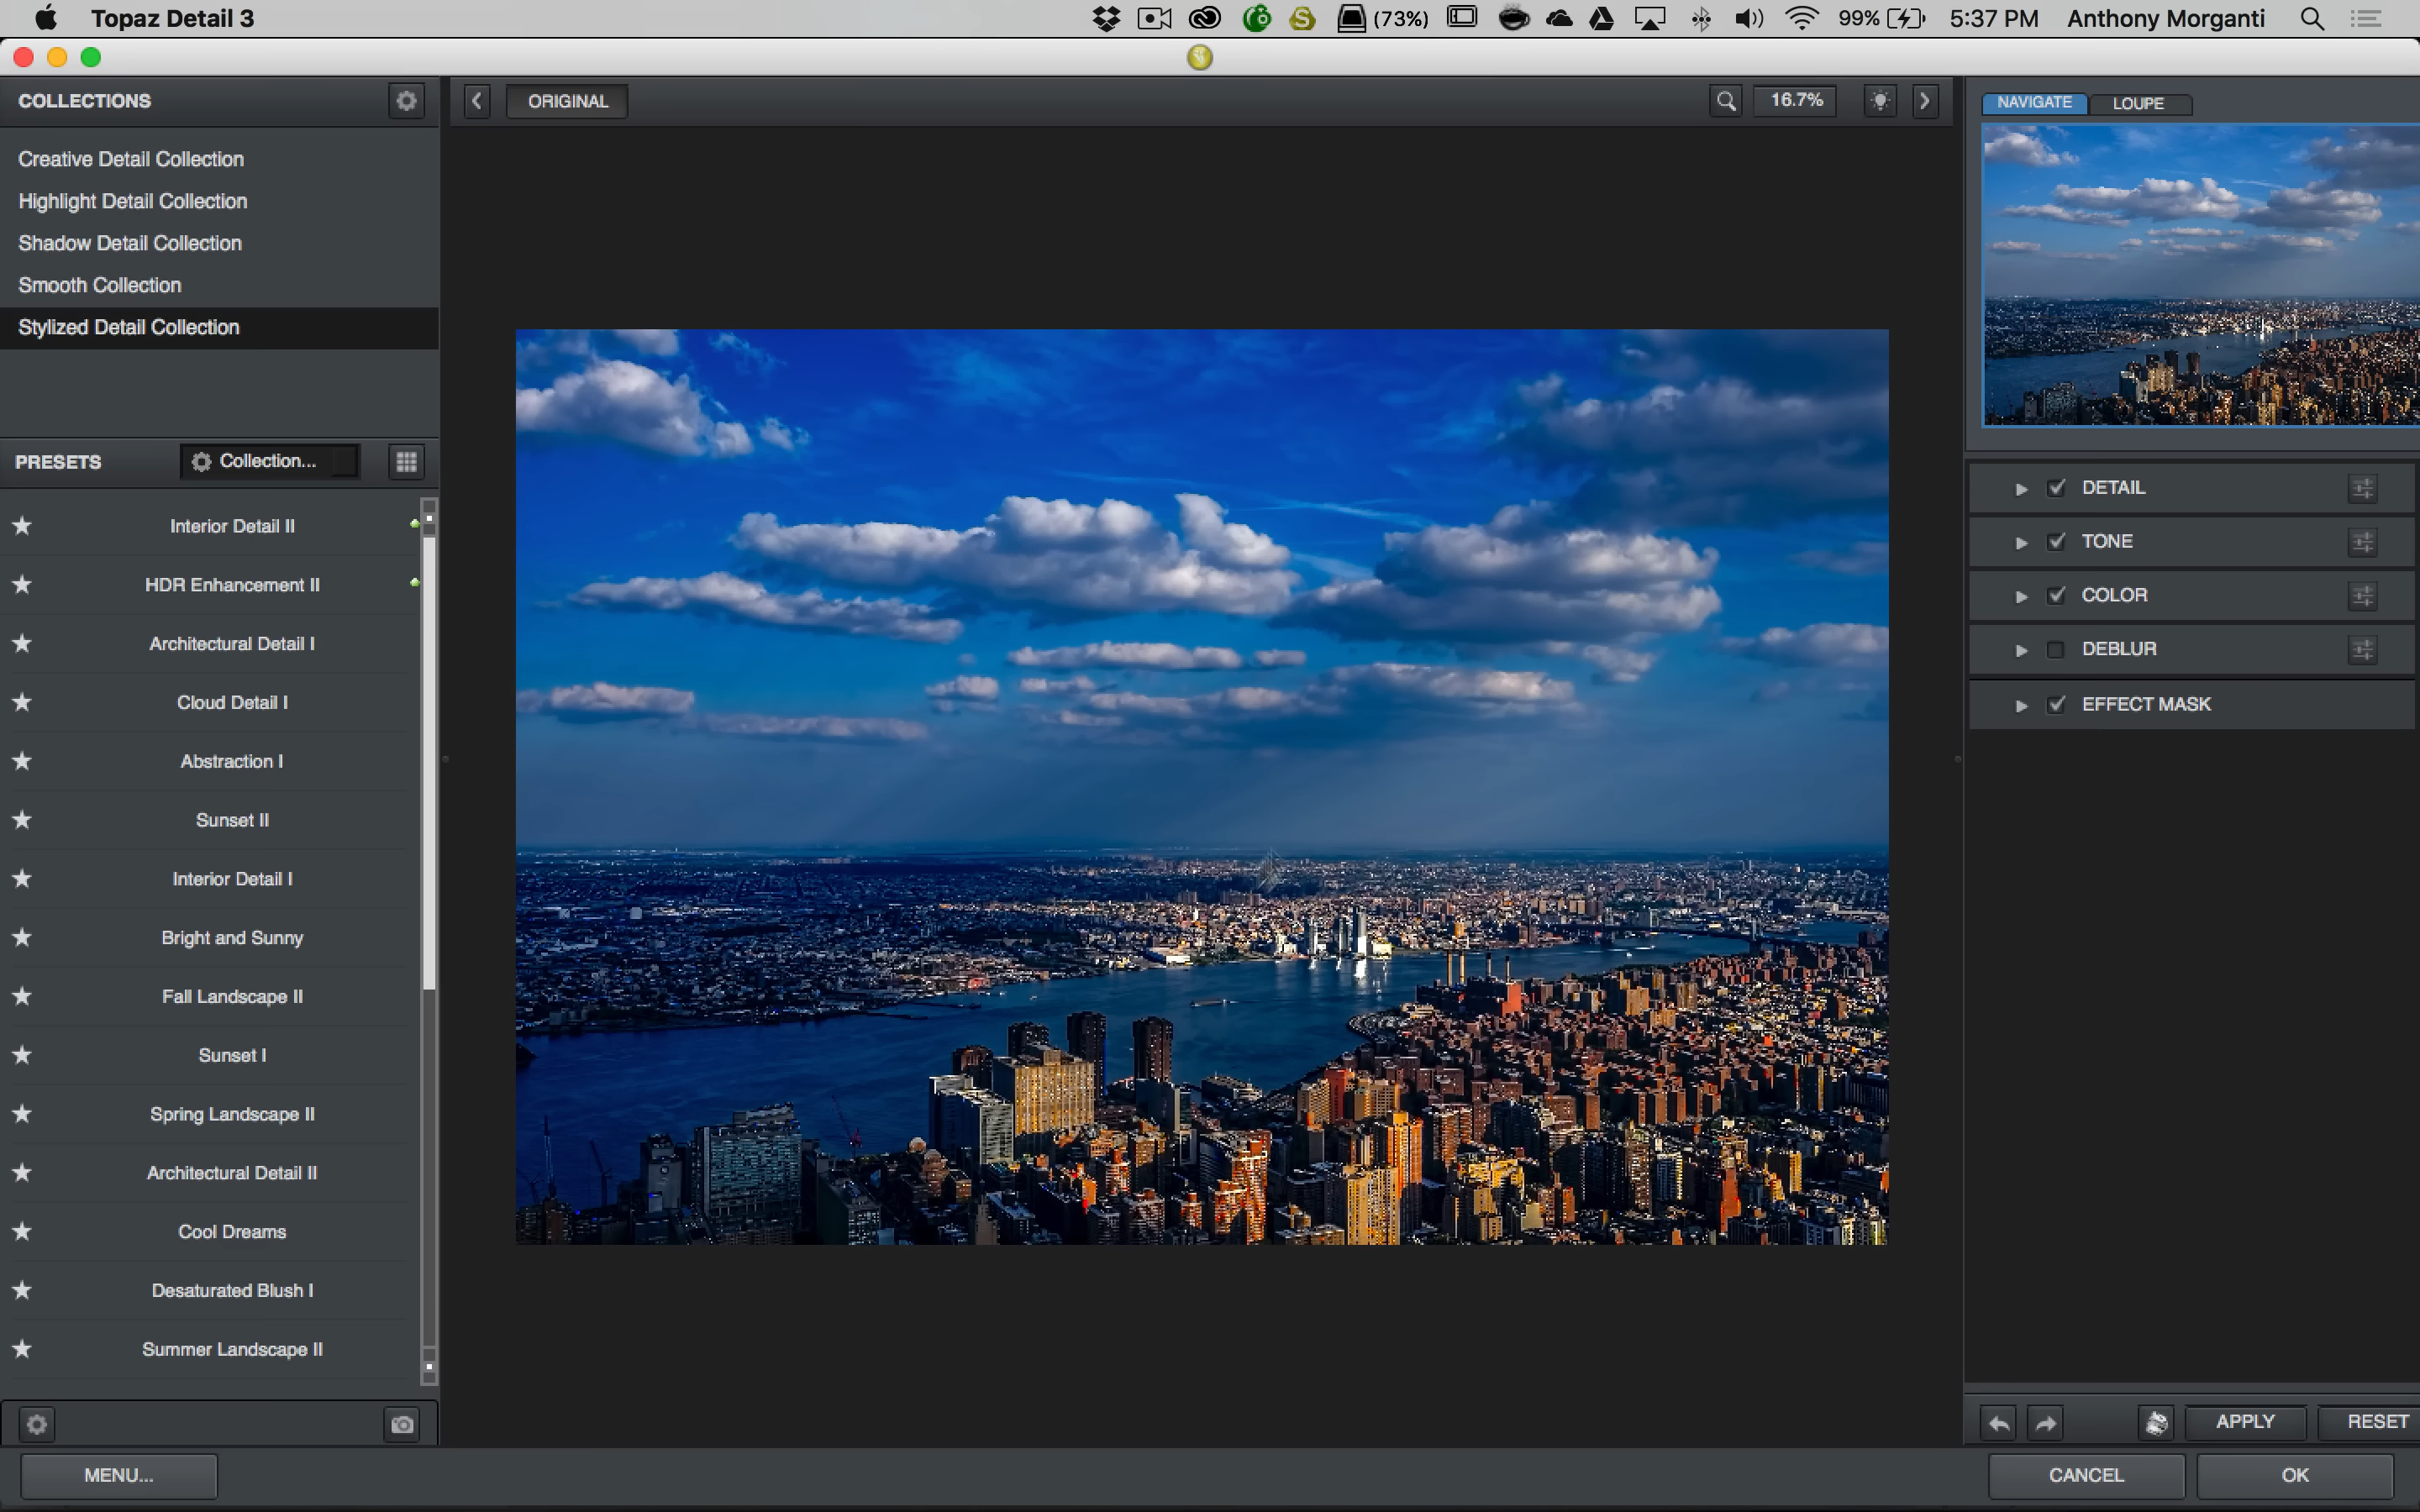 Topaz Detail 3
(73%)
99%
5:37 PM
Anthony Morganti
COLLECTIONS
ORIGINAL
16.7%
NAVIGATE
LOUPE
Creative Detail Collection
Highlight Detail Collection
Shadow Detail Collection
Smooth Collection
Stylized Detail Collection
PRESETS
Collection...
Interior Detail II
HDR Enhancement II
Architectural Detail I
Cloud Detail I
Abstraction I
Sunset II
Interior Detail I
Bright and Sunny
Fall Landscape II
Sunset I
Spring Landscape II
Architectural Detail II
Cool Dreams
Desaturated Blush I
Summer Landscape II
DETAIL
TONE
COLOR
DEBLUR
EFFECT MASK
APPLY
RESET
MENU...
CANCEL
OK